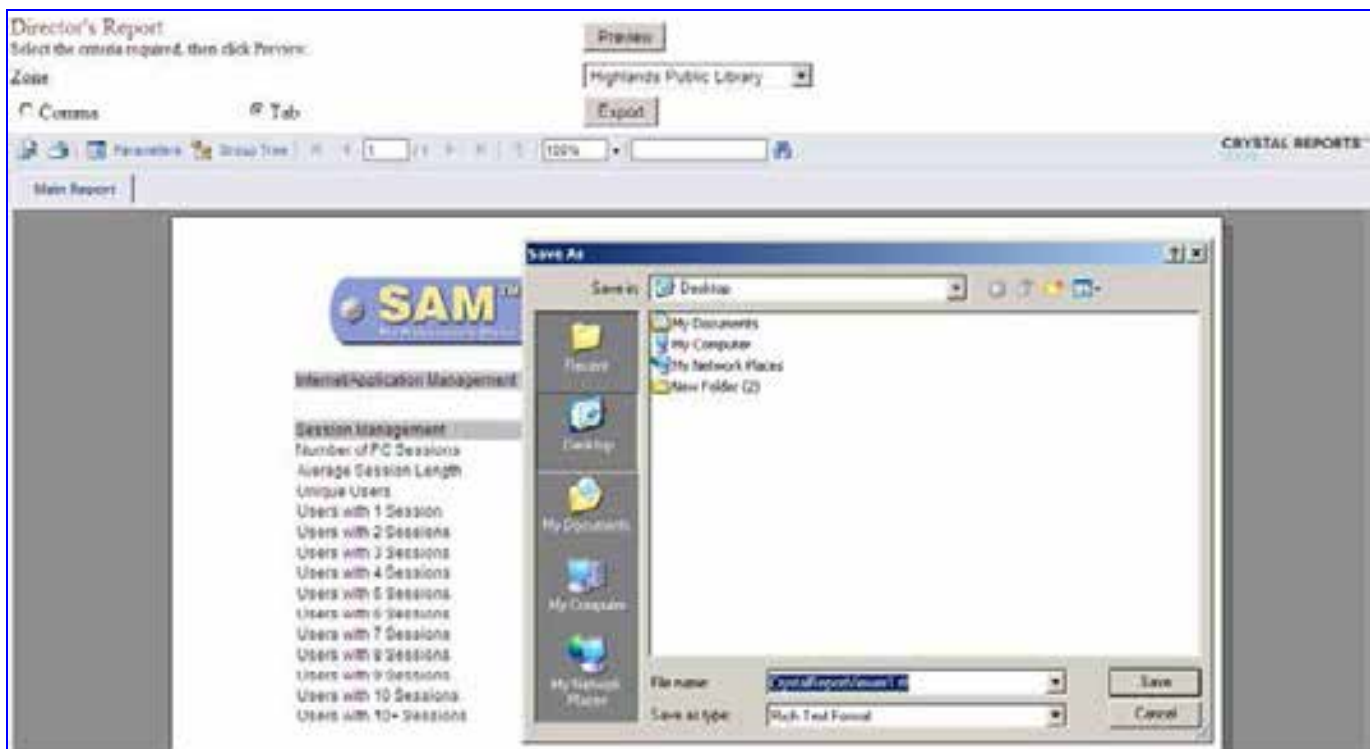 Director's Report
Select the criteria required, then click Preview.
Preview
Zone
Highlands Public Library
Comma
Tab
Export
Parameters
Group Tree
1
/1
100%
CRYSTAL REPORTS
Main Report
SAM™
Internet/Application Management
Session Management
Number of PC Sessions
Average Session Length
Unique Users
Users with 1 Session
Users with 2 Sessions
Users with 3 Sessions
Users with 4 Sessions
Users with 5 Sessions
Users with 6 Sessions
Users with 7 Sessions
Users with 8 Sessions
Users with 9 Sessions
Users with 10 Sessions
Users with 10+ Sessions
Save As
Save in:
Desktop
My Documents
My Computer
My Network Places
New Folder (2)
Recent
Desktop
My Documents
My Computer
My Network
Places
File name:
CrystalReportViewer1.rtf
Save
Save as type:
Rich Text Format
Cancel